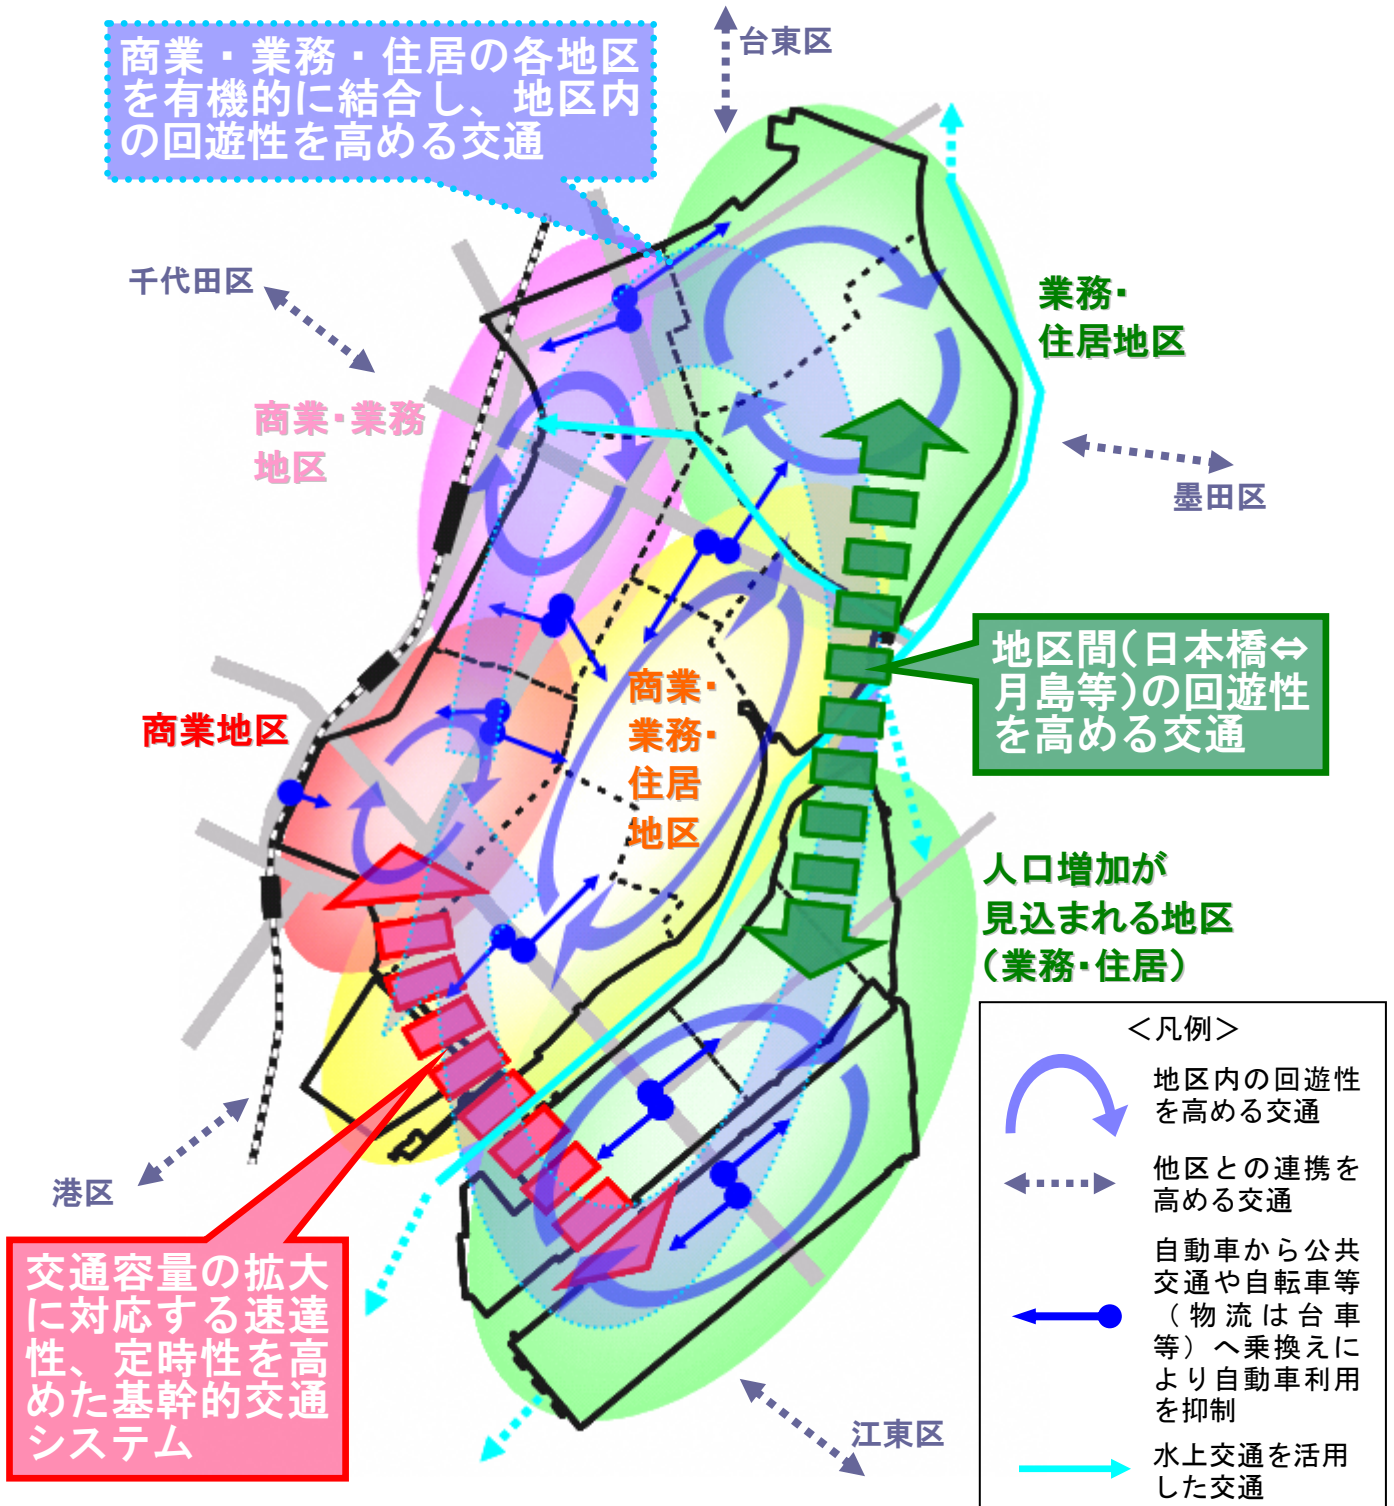 商業・業務・住居の各地区
を有機的に結合し、地区内
の回遊性を高める交通
台東区
千代田区
業務・
住居地区
商業・業務
地区
墨田区
地区間(日本橋⇔
月島等)の回遊性
を高める交通
商業・
業務・
住居
地区
商業地区
人口増加が
見込まれる地区
(業務・住居)
港区
交通容量の拡大
に対応する速達
性、定時性を高
めた基幹的交通
システム
江東区
<凡例>
地区内の回遊性
を高める交通
他区との連携を
高める交通
自動車から公共
交通や自転車等
（物流は台車
等）へ乗換えに
より自動車利用
を抑制
水上交通を活用
した交通